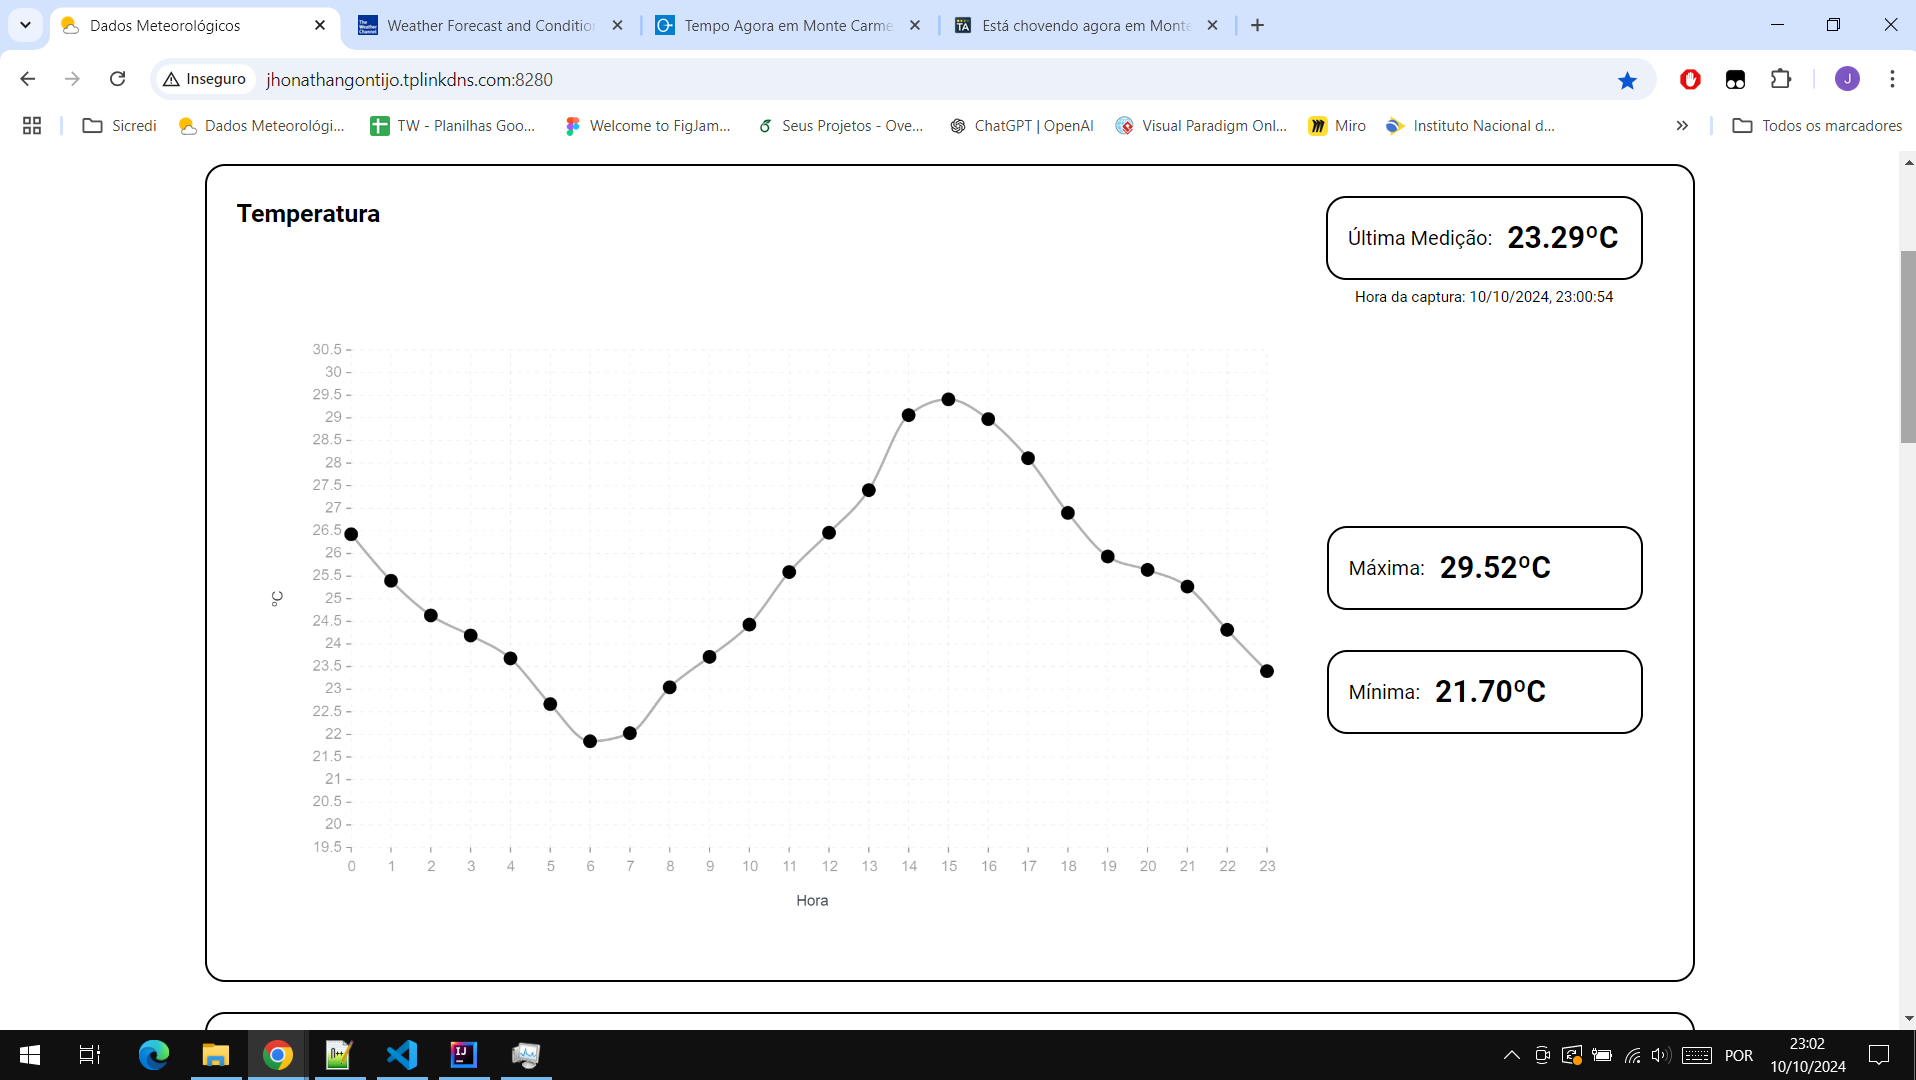 Dados Meteorológicos
Weather Forecast and Conditio
Tempo Agora em Monte Carme
Está chovendo agora em Monte
Inseguro
jhonathangontijo.tplinkdns.com:8280
J
Sicredi
Dados Meteorológi...
TW - Planilhas Goo...
Welcome to FigJam...
Seus Projetos - Ove...
ChatGPT | OpenAI
Visual Paradigm Onl...
Miro
Instituto Nacional d...
Todos os marcadores
Temperatura
Última Medição: 23.29ºC
Hora da captura: 10/10/2024, 23:00:54
30.5
30
29.5
29
28.5
28
27.5
27
26.5
26
25.5
25
24.5
24
23.5
23
22.5
22
21.5
21
20.5
20
19.5
ºC
0 1 2 3 4 5 6 7 8 9 10 11 12 13 14 15 16 17 18 19 20 21 22 23
Hora
Máxima: 29.52ºC
Mínima: 21.70ºC
POR
23:02
10/10/2024